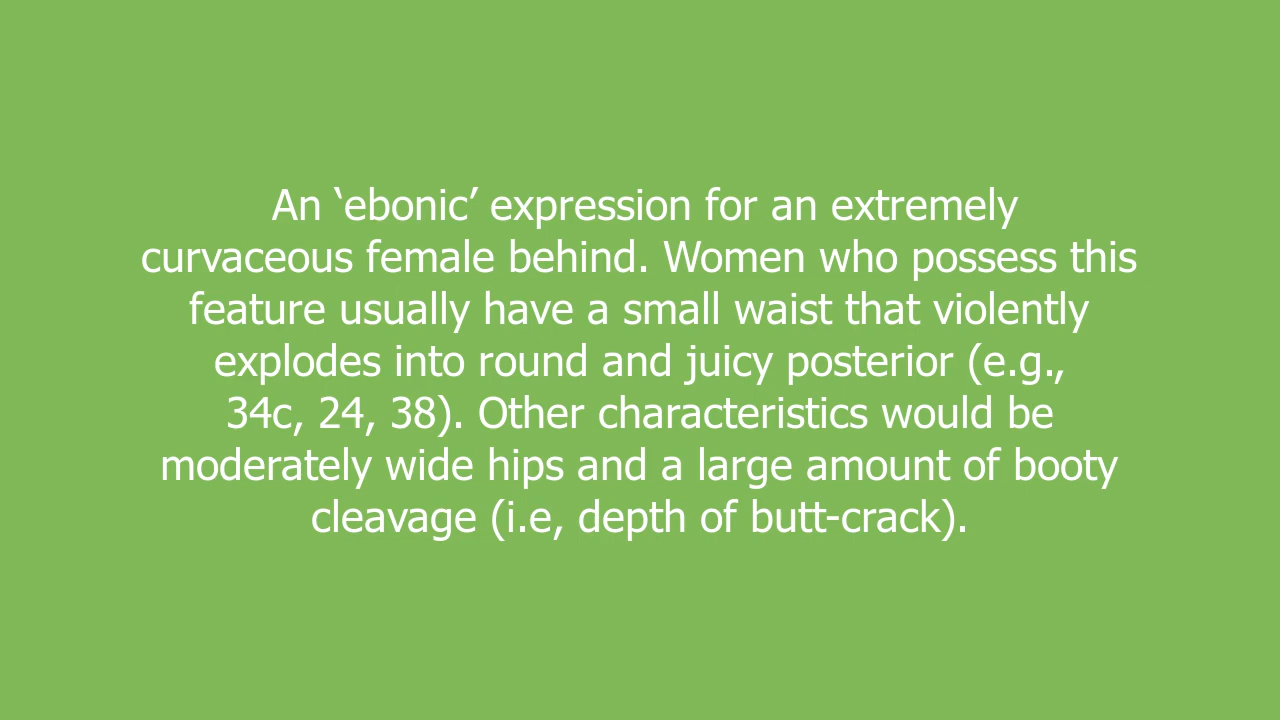 An ‘ebonic’ expression for an extremely
curvaceous female behind. Women who possess this
feature usually have a small waist that violently
explodes into round and juicy posterior (e.g.,
34c, 24, 38). Other characteristics would be
moderately wide hips and a large amount of booty
cleavage (i.e, depth of butt-crack).